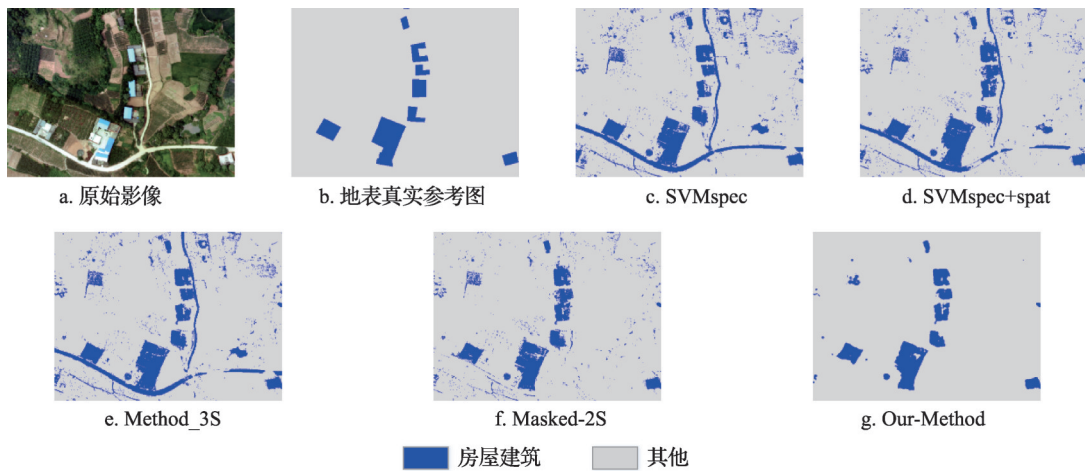 a. 原始影像
b. 地表真实参考图
c. SVMspec
d. SVMspec+spat
e. Method_3S
f. Masked-2S
g. Our-Method
房屋建筑
其他